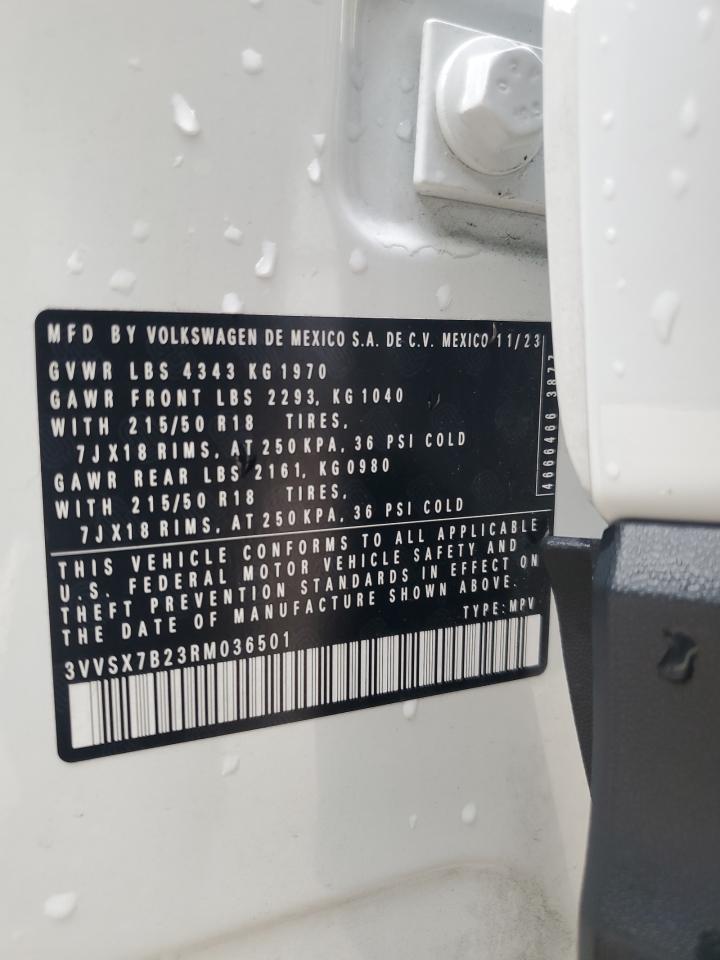 MFD BY VOLKSWAGEN DE MEXICO S.A. DE C.V. MEXICO 11/23
GVWR LBS 4343 KG 1970
GAWR FRONT LBS 2293, KG 1040
WITH 215/50 R18 TIRES,
7JX18 RIMS, AT 250 KPA, 36 PSI COLD
GAWR REAR LBS 2161, KG 0980
WITH 215/50 R18 TIRES,
7JX18 RIMS, AT 250 KPA, 36 PSI COLD
4666466 3877
THIS VEHICLE CONFORMS TO ALL APPLICABLE
U.S. FEDERAL MOTOR VEHICLE SAFETY AND
THEFT PREVENTION STANDARDS IN EFFECT ON
THE DATE OF MANUFACTURE SHOWN ABOVE.
TYPE: MPV
3VVSX7B23RM036501